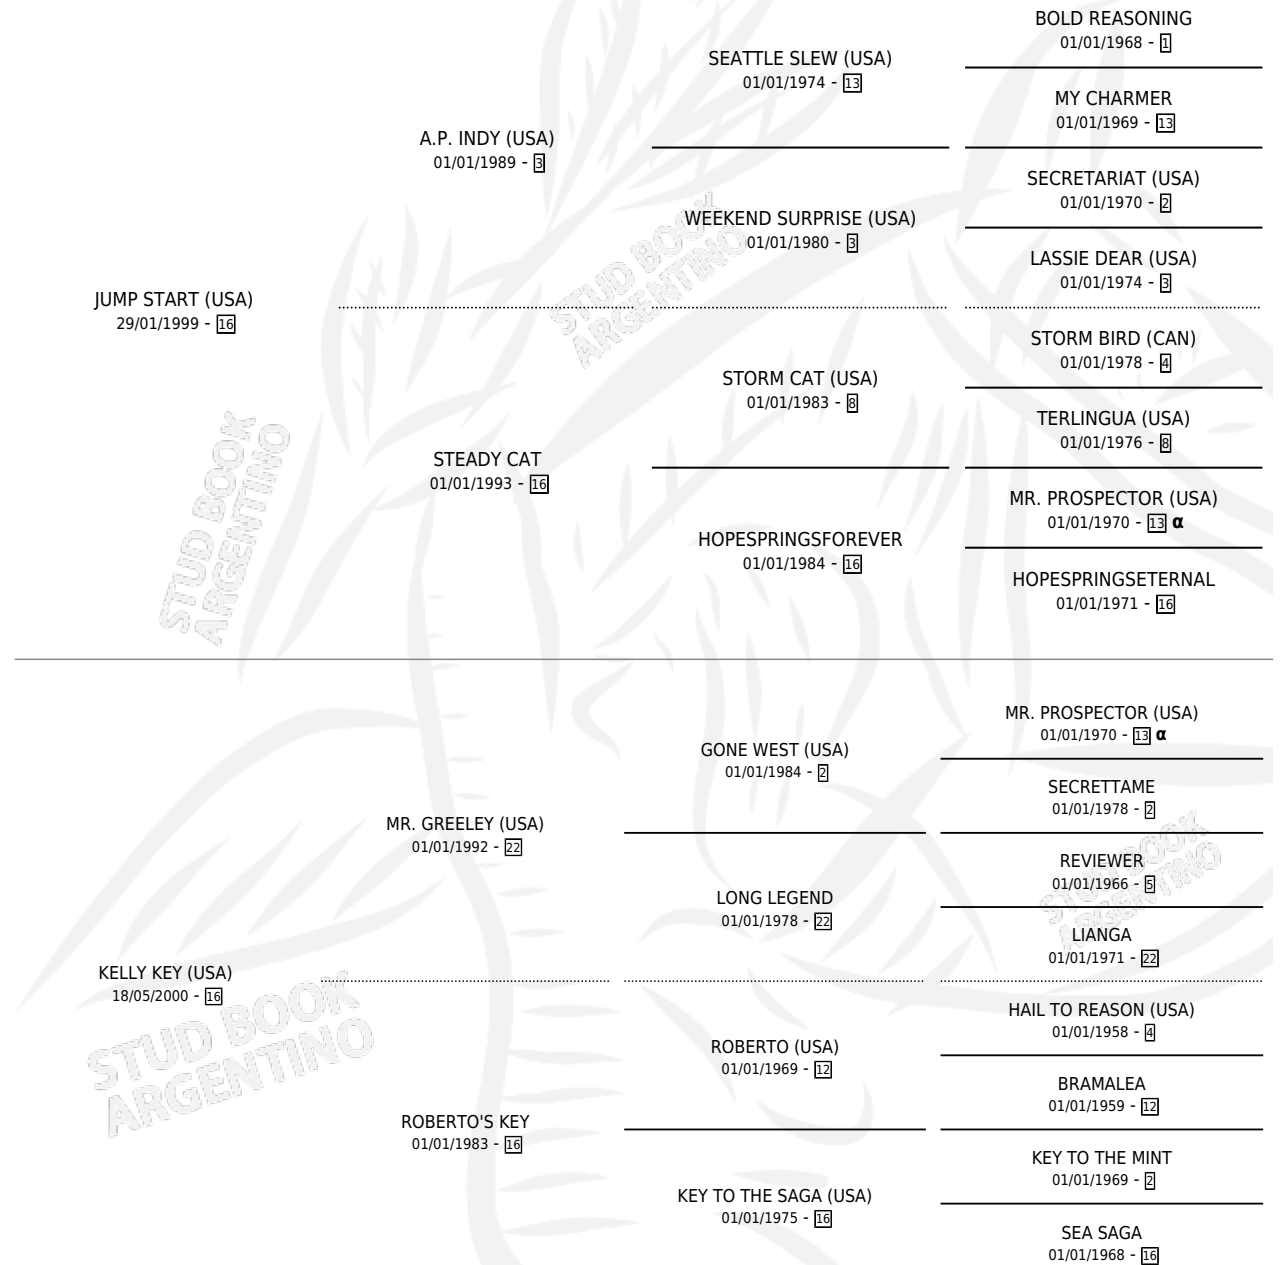 BOLD REASONING
01/01/1968 - 1
SEATTLE SLEW (USA)
01/01/1974 - 13
MY CHARMER
01/01/1969 - 13
A.P. INDY (USA)
01/01/1989 - 3
SECRETARIAT (USA)
01/01/1970 - 2
WEEKEND SURPRISE (USA)
01/01/1980 - 3
LASSIE DEAR (USA)
01/01/1974 - 3
JUMP START (USA)
29/01/1999 - 16
STORM BIRD (CAN)
01/01/1978 - 4
STORM CAT (USA)
01/01/1983 - 8
TERLINGUA (USA)
01/01/1976 - 8
STEADY CAT
01/01/1993 - 16
MR. PROSPECTOR (USA)
01/01/1970 - 13 α
HOPESPRINGSFOREVER
01/01/1984 - 16
HOPESPRINGSETERNAL
01/01/1971 - 16
MR. PROSPECTOR (USA)
01/01/1970 - 13 α
GONE WEST (USA)
01/01/1984 - 2
SECRETTAME
01/01/1978 - 2
MR. GREELEY (USA)
01/01/1992 - 22
REVIEWER
01/01/1966 - 5
LONG LEGEND
01/01/1978 - 22
LIANGA
01/01/1971 - 22
KELLY KEY (USA)
18/05/2000 - 16
HAIL TO REASON (USA)
01/01/1958 - 4
ROBERTO (USA)
01/01/1969 - 12
BRAMALEA
01/01/1959 - 12
ROBERTO'S KEY
01/01/1983 - 16
KEY TO THE MINT
01/01/1969 - 2
KEY TO THE SAGA (USA)
01/01/1975 - 16
SEA SAGA
01/01/1968 - 16
STUD BOOK
ARGENTINO
STUD BOOK
ARGENTINO
STUD BOOK
ARGENTINO
STUD BOOK
ARGENTINO